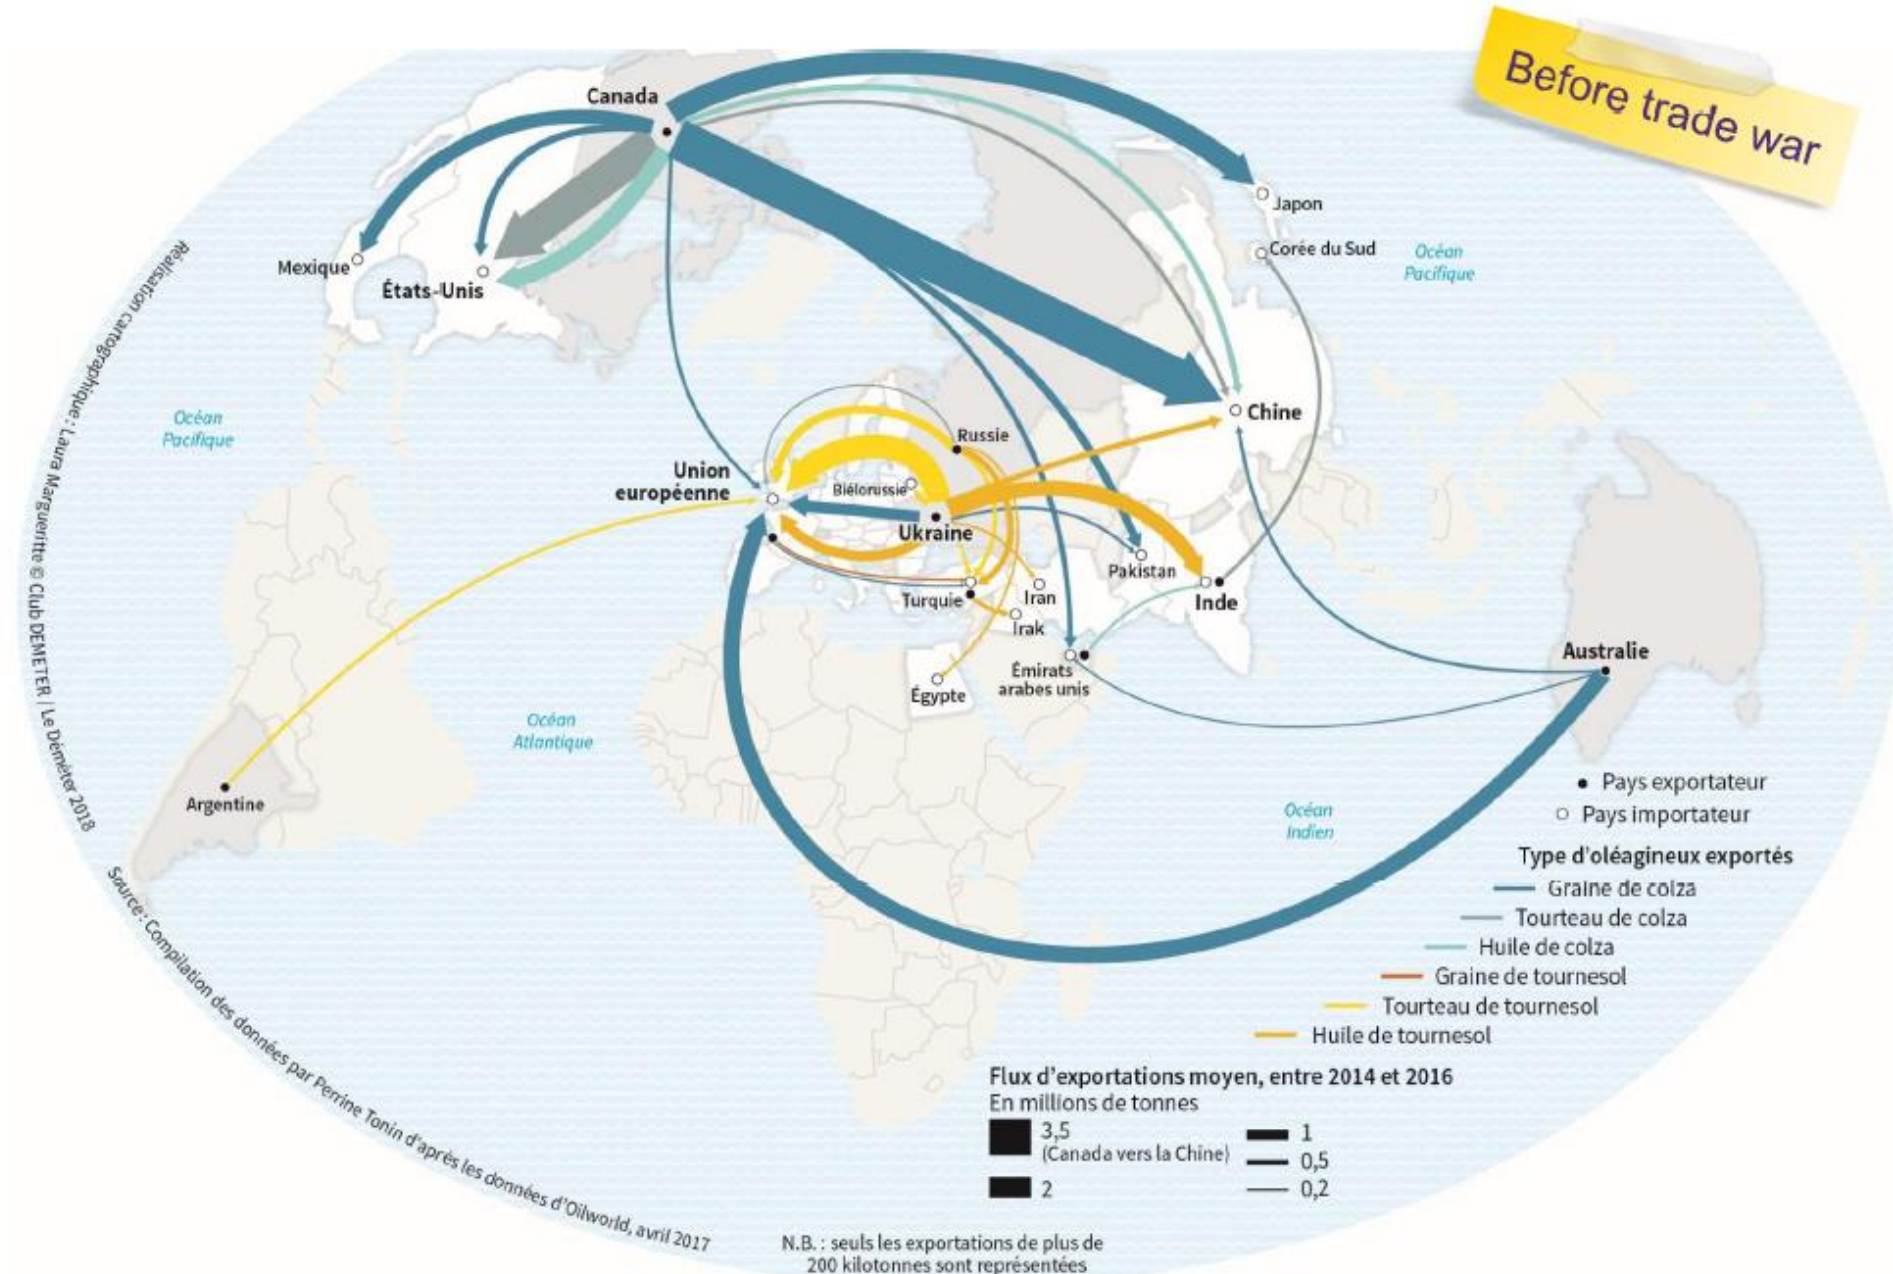 Before trade war
Canada
Japon
Corée du Sud
Océan
Pacifique
Mexique
États-Unis
Chine
Océan
Pacifique
Russie
Union
européenne
Biélorussie
Ukraine
Pakistan
Inde
Turquie
Iran
Irak
Émirats
arabes unis
Égypte
Australie
Océan
Atlantique
Argentine
Océan
Indien
Pays exportateur
Pays importateur
Type d'oléagineux exportés
Graine de colza
Tourteau de colza
Huile de colza
Graine de tournesol
Tourteau de tournesol
Huile de tournesol
Flux d'exportations moyen, entre 2014 et 2016
En millions de tonnes
3,5
(Canada vers la Chine)
2
1
0,5
0,2
N.B. : seuls les exportations de plus de
200 kilotonnes sont représentées
Réalisation cartographique : Laura Margueritte © Club DEMETER | Le Déméter 2018
Source : Compilation des données par Perrine Tonin d'après les données d'Oilworld, avril 2017